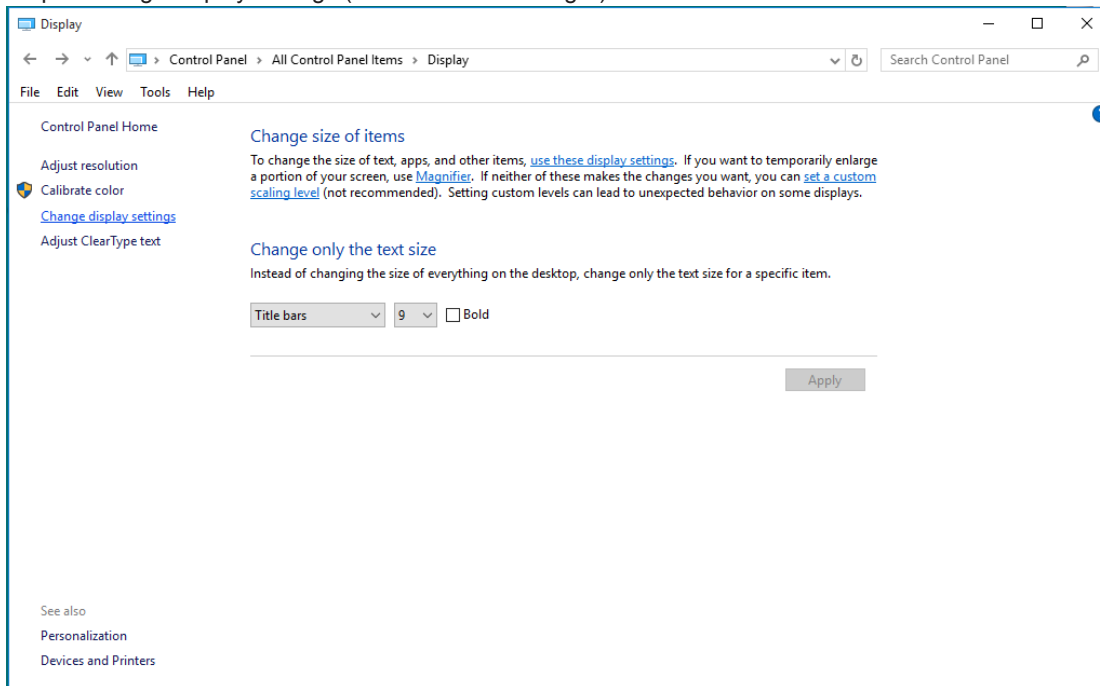 Display
Control Panel > All Control Panel Items > Display
Search Control Panel
File Edit View Tools Help
Control Panel Home
Adjust resolution
Calibrate color
Change display settings
Adjust ClearType text
Change size of items
To change the size of text, apps, and other items, use these display settings. If you want to temporarily enlarge
a portion of your screen, use Magnifier. If neither of these makes the changes you want, you can set a custom
scaling level (not recommended). Setting custom levels can lead to unexpected behavior on some displays.
Change only the text size
Instead of changing the size of everything on the desktop, change only the text size for a specific item.
Title bars 9 Bold
Apply
See also
Personalization
Devices and Printers